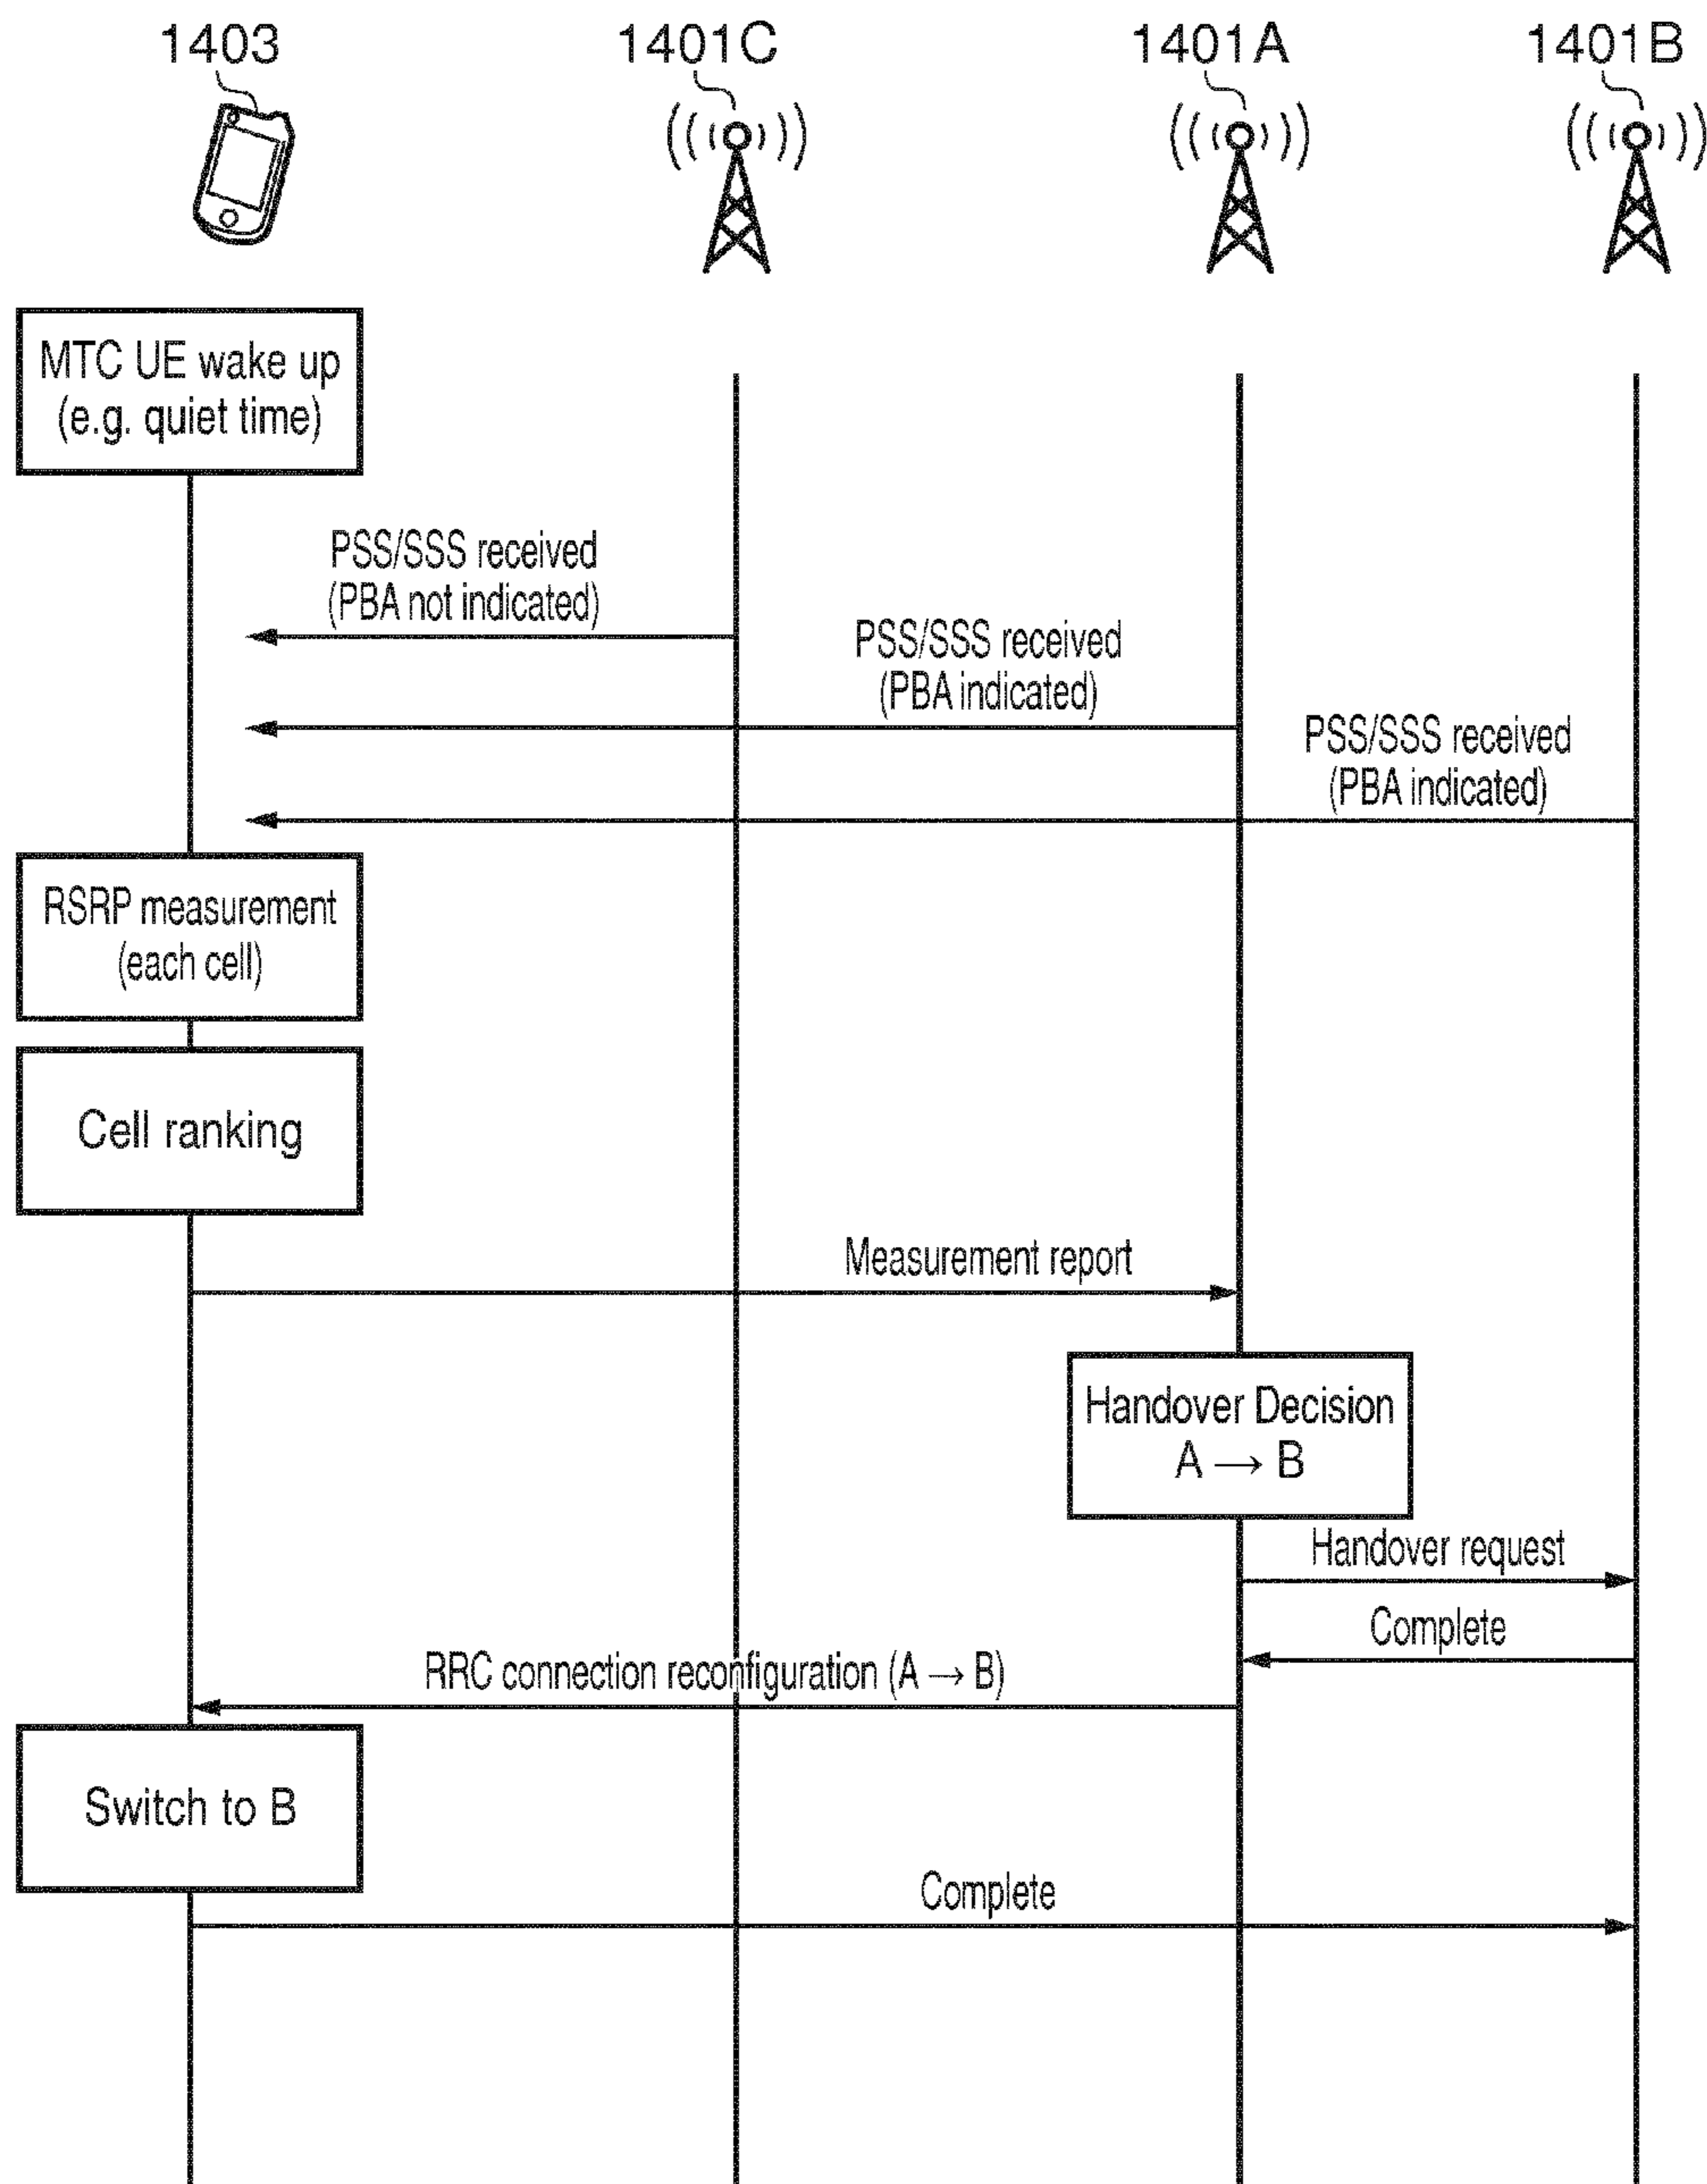 1403
1401C
1401A
1401B
MTC UE wake up
(e.g. quiet time)
PSS/SSS received
(PBA not indicated)
PSS/SSS received
(PBA indicated)
PSS/SSS received
(PBA indicated)
RSRP measurement
(each cell)
Cell ranking
Measurement report
Handover Decision
A → B
Handover request
Complete
RRC connection reconfiguration (A → B)
Switch to B
Complete